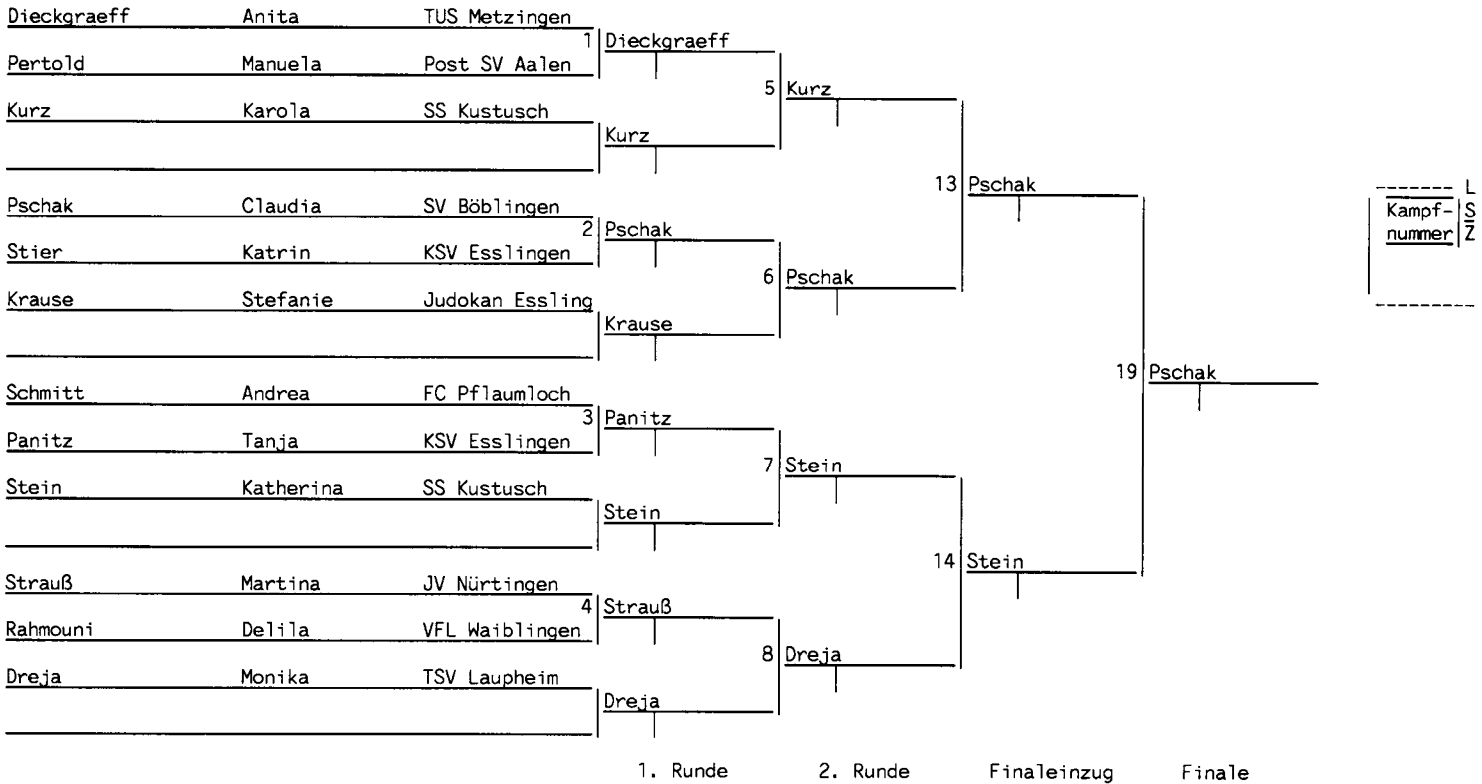 Dieckgraeff Anita TUS Metzingen
1 Dieckgraeff
Pertold Manuela Post SV Aalen
5 Kurz
Kurz Karola SS Kustusch
Kurz
13 Pschak
L
Pschak Claudia SV Böblingen
Kampf- S
2 Pschak
nummer Z
Stier Katrin KSV Esslingen
6 Pschak
Krause Stefanie Judokan Essling
Krause
19 Pschak
Schmitt Andrea FC Pflaumloch
3 Panitz
Panitz Tanja KSV Esslingen
7 Stein
Stein Katherina SS Kustusch
Stein
14 Stein
Strauß Martina JV Nürtingen
4 Strauß
Rahmouni Delila VFL Waiblingen
8 Dreja
Dreja Monika TSV Laupheim
Dreja
1. Runde 2. Runde Finaleinzug Finale